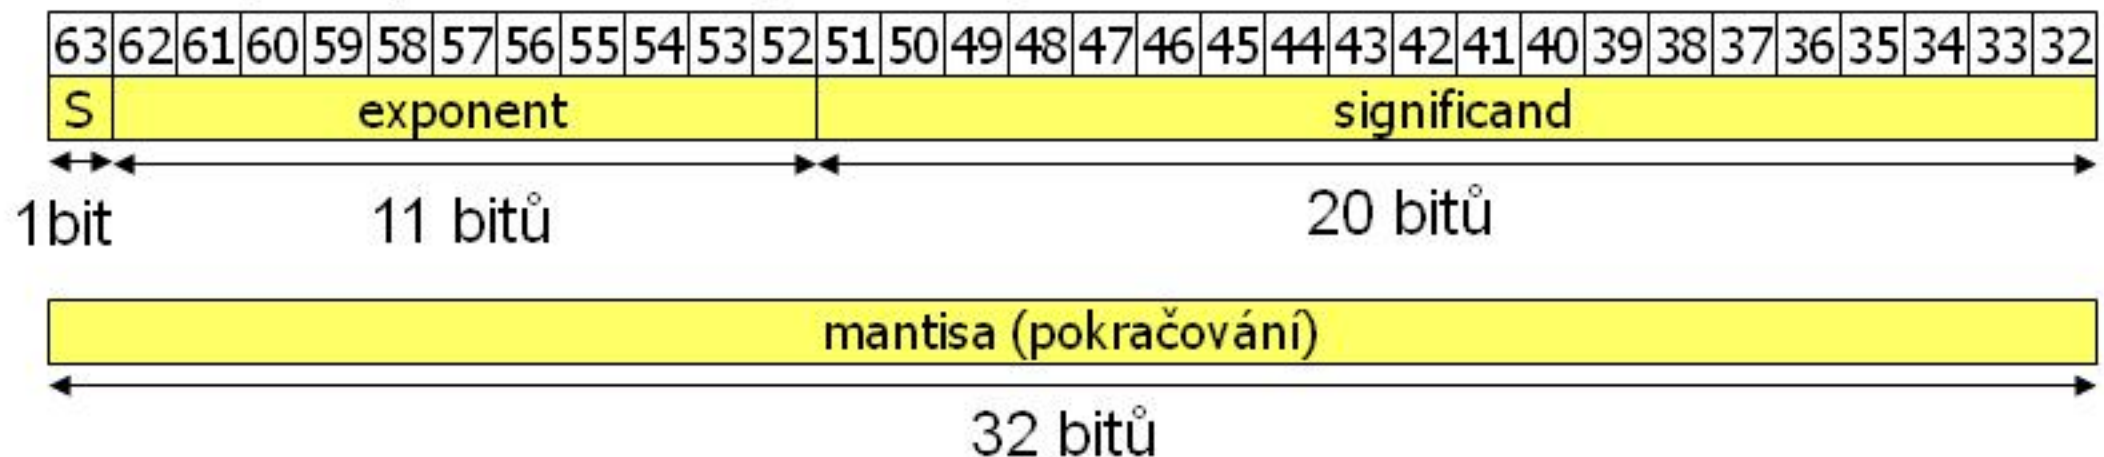 63 62 61 60 59 58 57 56 55 54 53 52 51 50 49 48 47 46 45 44 43 42 41 40 39 38 37 36 35 34 33 32
S exponent significand
1bit 11 bitů 20 bitů
mantisa (pokračování)
32 bitů